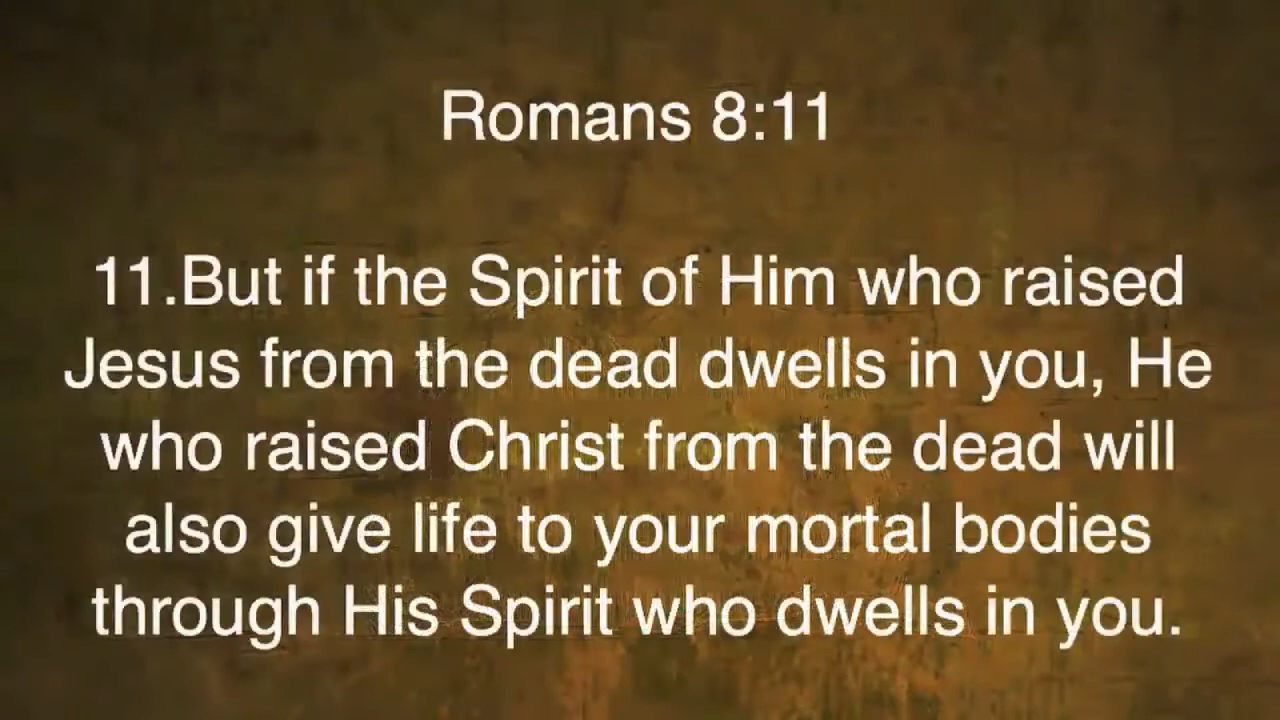 Romans 8:11
11.But if the Spirit of Him who raised
Jesus from the dead dwells in you, He
who raised Christ from the dead will
also give life to your mortal bodies
through His Spirit who dwells in you.